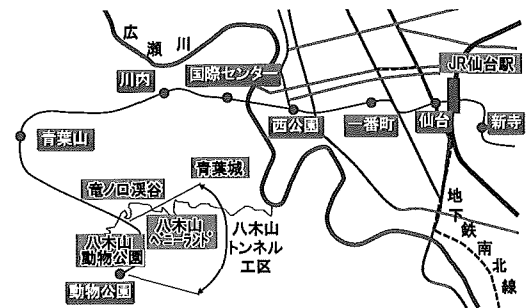 広瀬川
JR仙台駅
川内
国際センター
西公園
一番町
仙台
新寺
青葉山
青葉城
竜ノ口渓谷
八木山
動物公園
八木山
ベニーランド
八木山
トンネル
工区
動物公園
地下鉄南北線